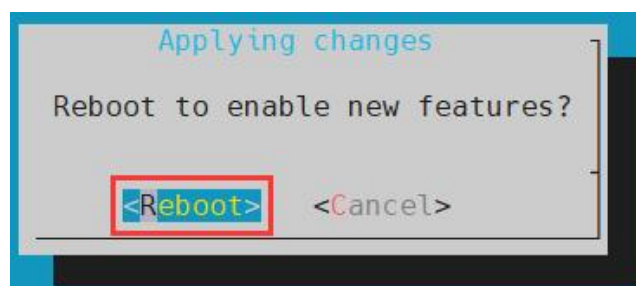 Applying changes
Reboot to enable new features?
<Reboot> <Cancel>